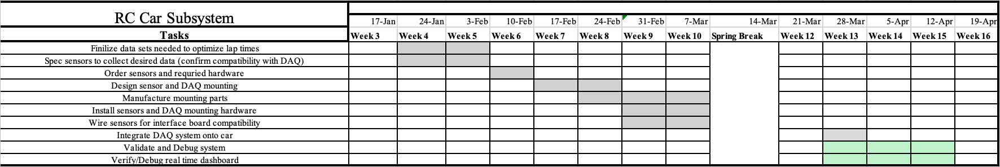 RC Car Subsystem
17-Jan 24-Jan 3-Feb 10-Feb 17-Feb 24-Feb 31-Feb 7-Mar 14-Mar 21-Mar 28-Mar 5-Apr 12-Apr 19-Apr
Tasks Week 3 Week 4 Week 5 Week 6 Week 7 Week 8 Week 9 Week 10 Spring Break Week 12 Week 13 Week 14 Week 15 Week 16
Finilize data sets needed to optimize lap times
Spec sensors to collect desired data (confirm compatibility with DAQ)
Order sensors and requried hardware
Design sensor and DAQ mounting
Manufacture mounting parts
Install sensors and DAQ mounting hardware
Wire sensors for interface board compatibility
Integrate DAQ system onto car
Validate and Debug system
Verify/Debug real time dashboard